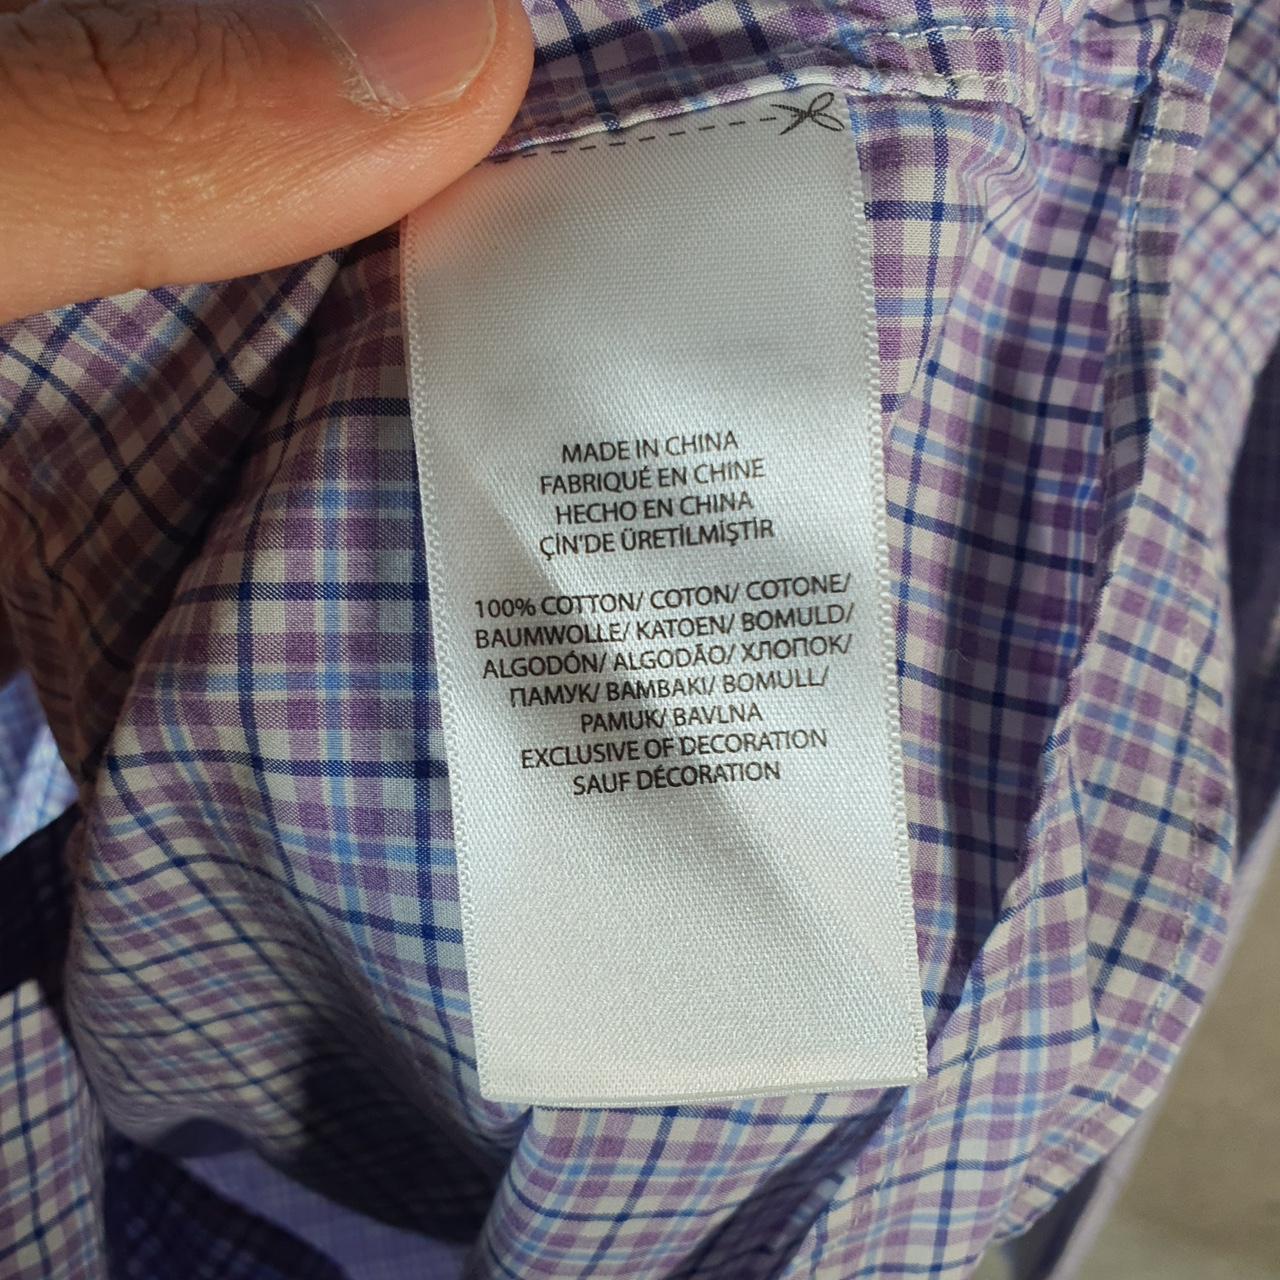 MADE IN CHINA
FABRIQUÉ EN CHINE
HECHO EN CHINA
ÇİN'DE ÜRETİLMİŞTİR
100% COTTON/ COTON/ COTONE/
BAUMWOLLE/ KATOEN/ BOMULD/
ALGODÓN/ ALGODÃO/ ХЛОПОК/
ПАМУК/ BAMBAKI/ BOMULL/
PAMUK/ BAVLNA
EXCLUSIVE OF DECORATION
SAUF DÉCORATION